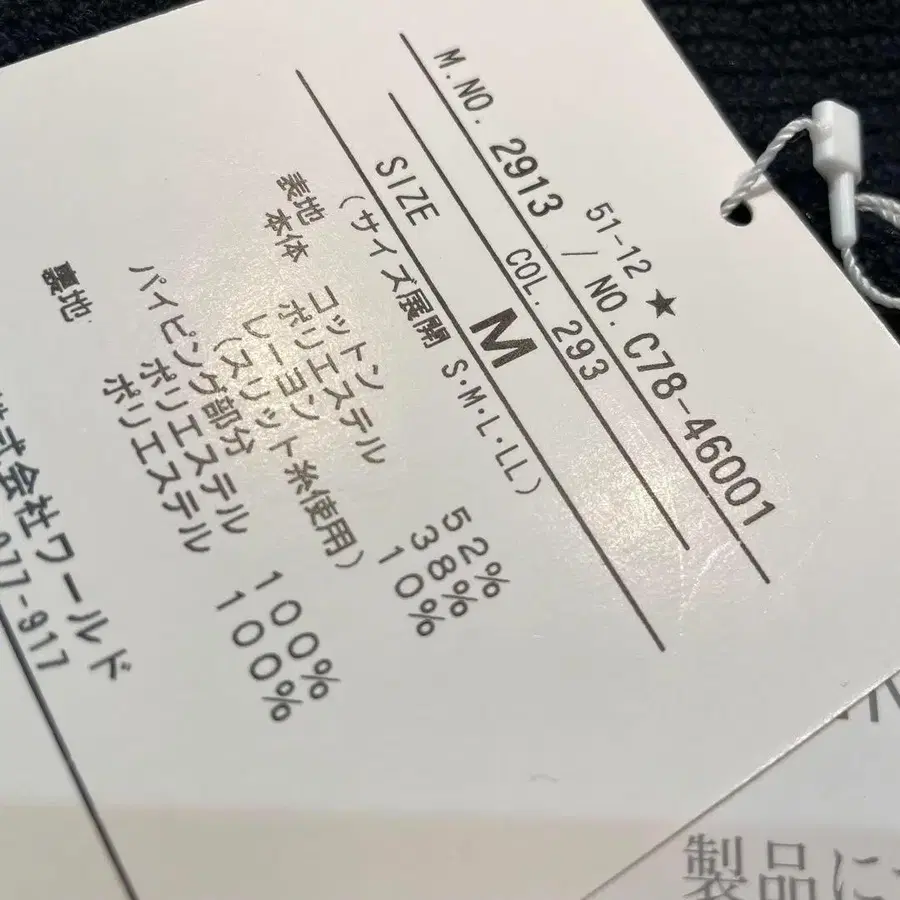 51-12 ★
M.NO. 2913 / NO. C78-46001
COL. 293
SIZE M
(サイズ展開 S・M・L・LL)
表地
本体 コットン 52%
ポリエステル 38%
レーヨン 10%
(スリット糸使用)
パイピング部分
ポリエステル 100%
裏地 ポリエステル 100%
式会社ワールド
77-917
製品に